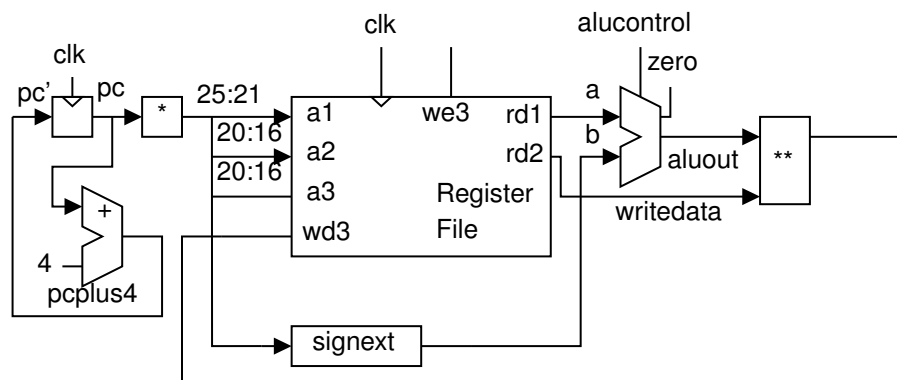 clk
alucontrol
clk
zero
pc'
pc
*
25:21
a1
we3
rd1
a
20:16
a2
rd2
b
aluout
**
20:16
a3
Register
writedata
wd3
File
+
4
pcplus4
signext